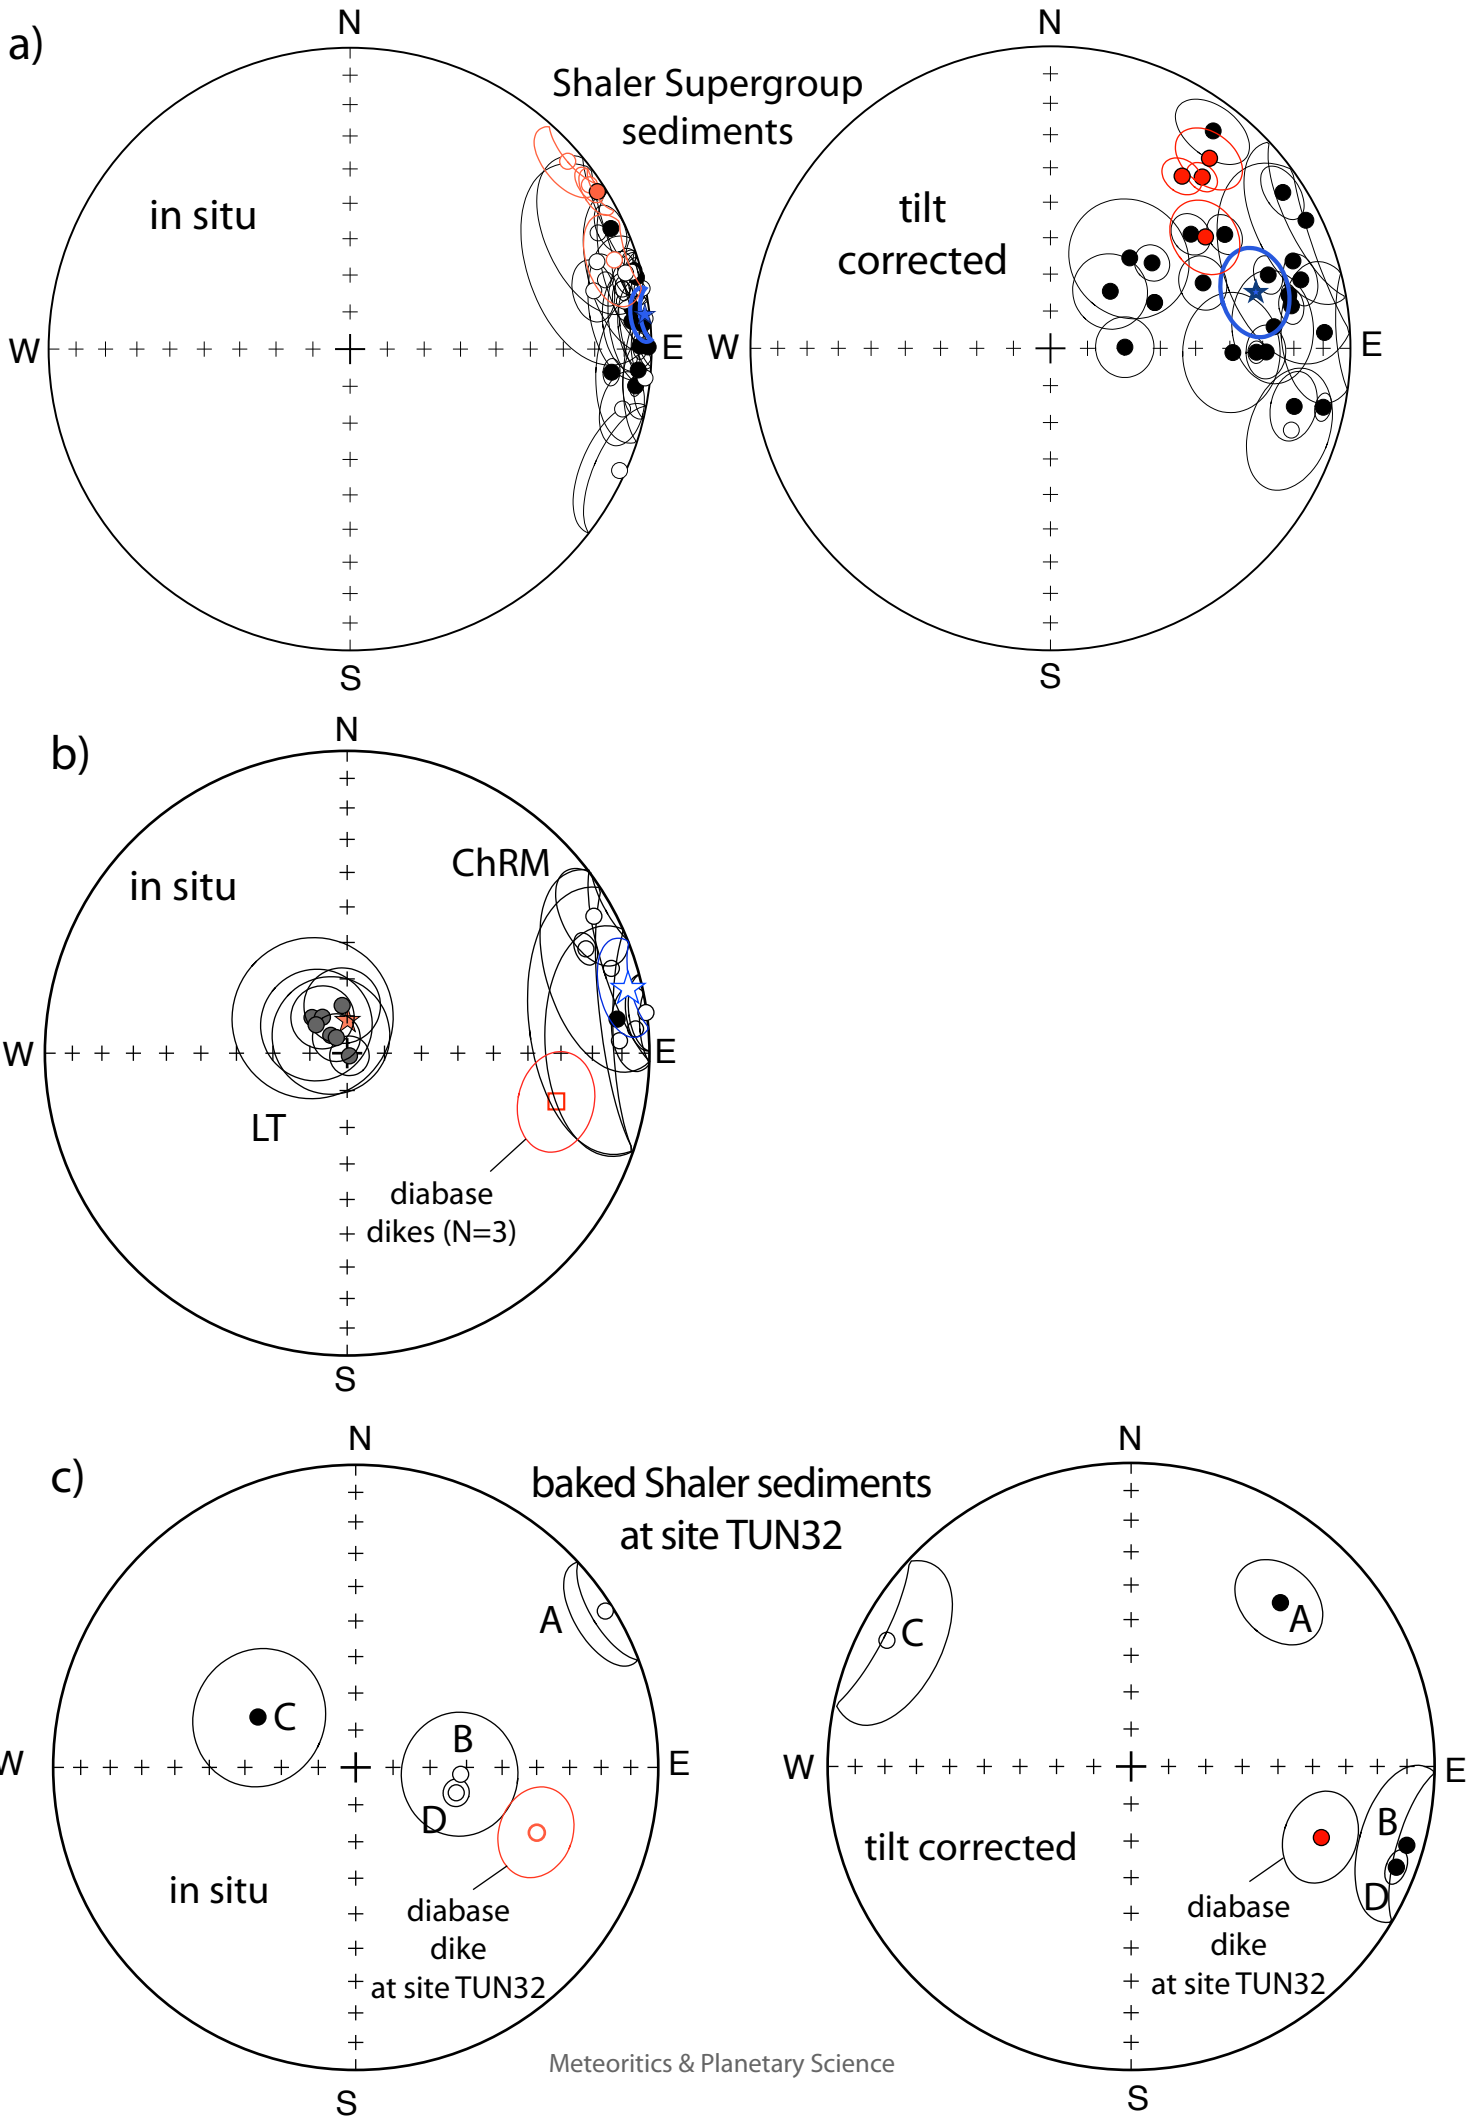 a)
N
N
Shaler Supergroup
sediments
in situ
tilt
corrected
W
E
W
E
S
S
b)
N
ChRM
in situ
W
E
LT
diabase
dikes (N=3)
S
c)
N
N
baked Shaler sediments
at site TUN32
A
A
C
C
B
W
E
W
E
D
B
tilt corrected
in situ
D
diabase
dike
at site TUN32
diabase
dike
at site TUN32
Meteoritics & Planetary Science
S
S